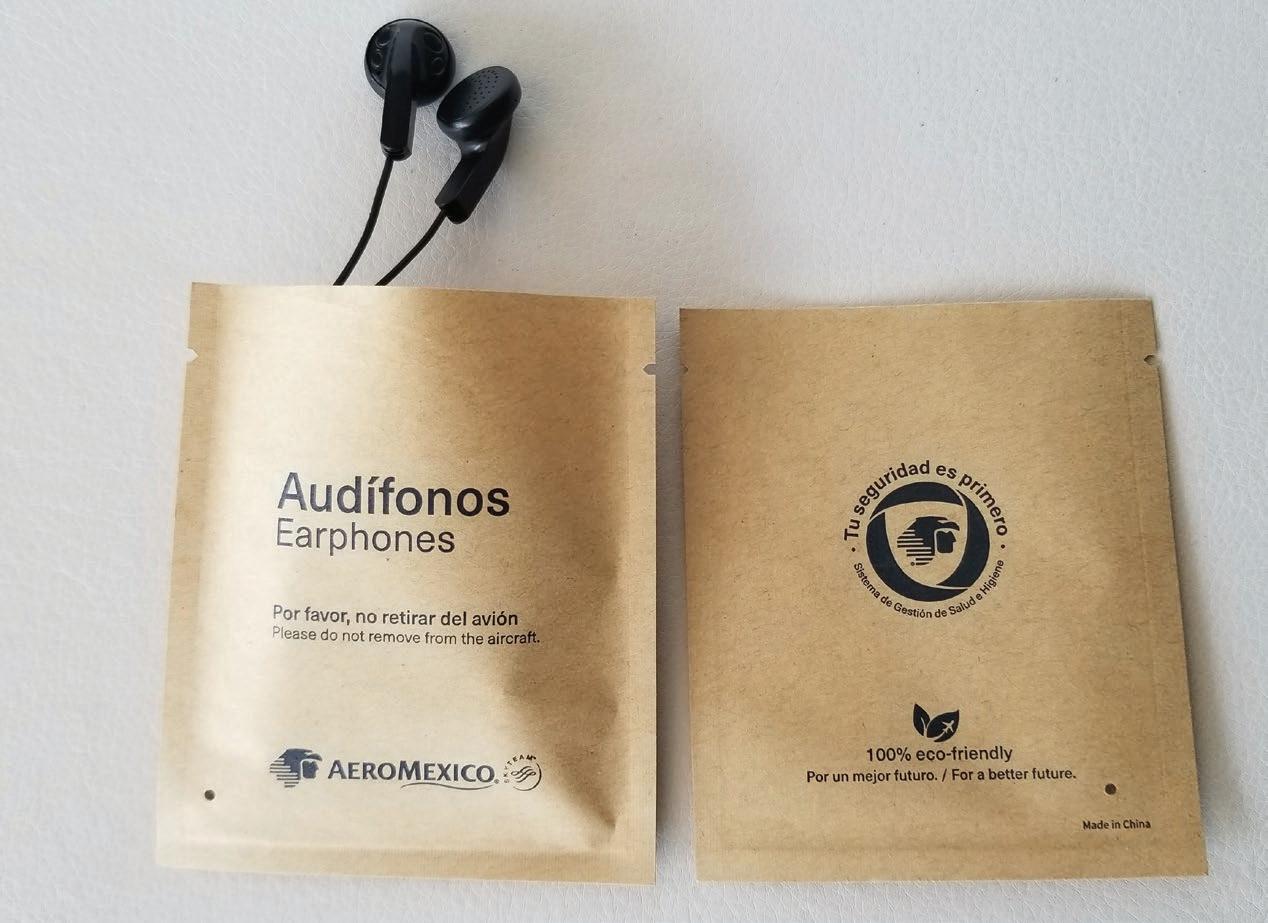 Audífonos
Earphones
Por favor, no retirar del avión
Please do not remove from the aircraft.
AEROMEXICO
SKYTEAM
Tu seguridad es primero
Sistema de Gestión de Salud e Higiene
100% eco-friendly
Por un mejor futuro. / For a better future.
Made in China